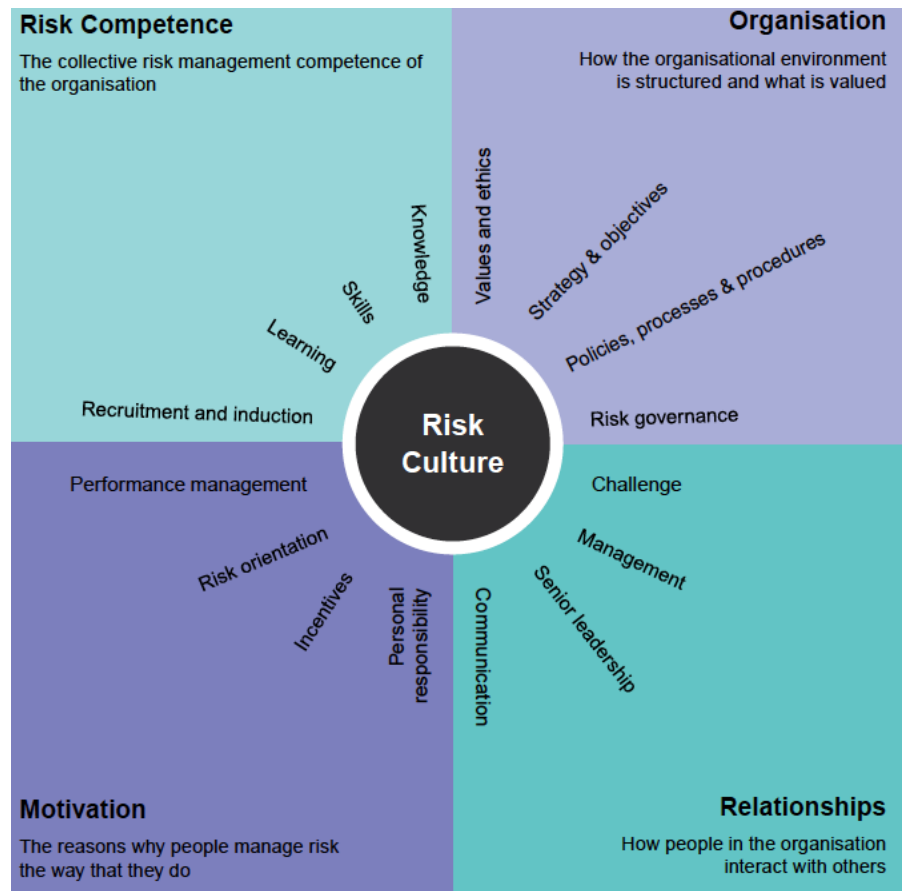 Risk Competence
The collective risk management competence of
the organisation
Knowledge
Skills
Learning
Recruitment and induction
Organisation
How the organisational environment
is structured and what is valued
Values and ethics
Strategy & objectives
Policies, processes & procedures
Risk governance
Risk
Culture
Performance management
Risk orientation
Incentives
Personal
responsibility
Motivation
The reasons why people manage risk
the way that they do
Challenge
Management
Senior leadership
Communication
Relationships
How people in the organisation
interact with others